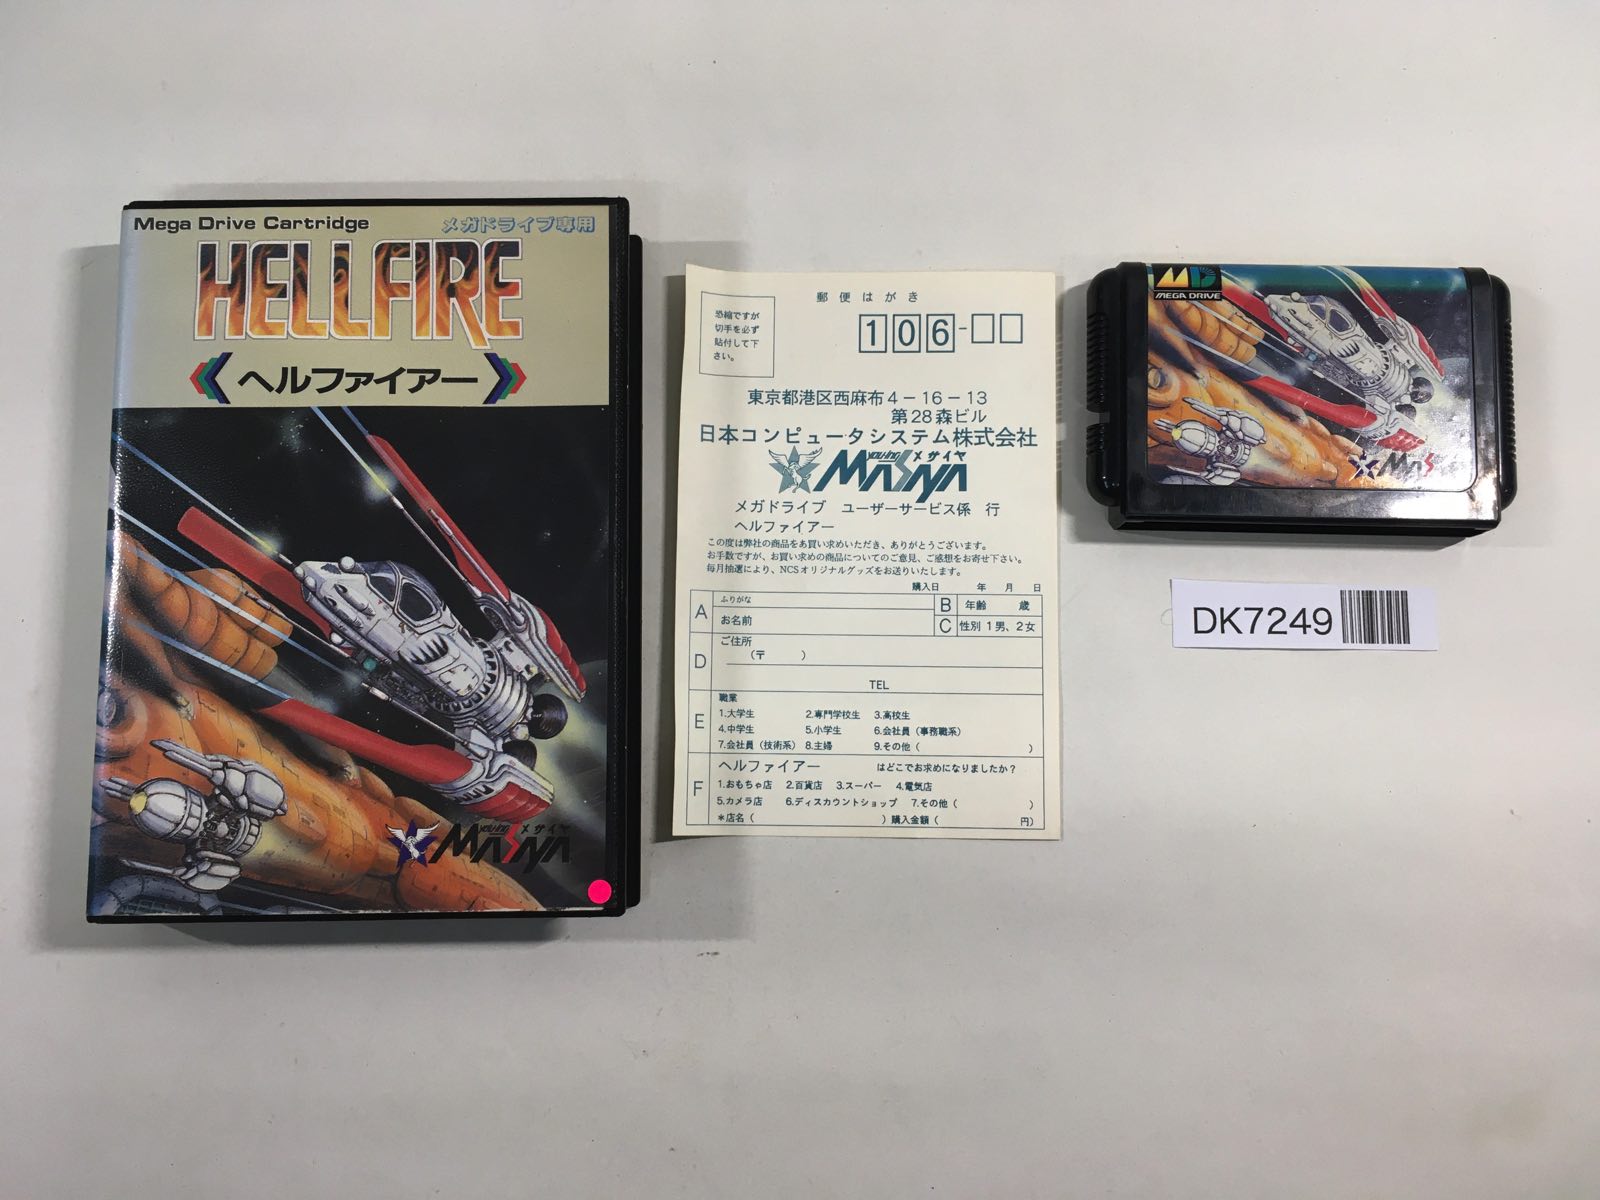 Mega Drive Cartridge
メガドライブ専用
HELLFIRE
ヘルファイアー
you-ing メサイヤ
MASAYA
郵便はがき
恐縮ですが
切手を必ず
貼付して下
さい。
106-
東京都港区西麻布4-16-13
第28森ビル
日本コンピュータシステム株式会社
you-ing メサイヤ
MASAYA
メガドライブ ユーザーサービス係 行
ヘルファイアー
この度は弊社の商品をお買い求めいただき、ありがとうございます。
お手数ですが、お買い求めの商品についてのご意見、ご感想をお寄せ下さい。
毎月抽選により、NCSオリジナルグッズをお送りいたします。
購入日 年 月 日
A ふりがな
お名前
B 年齢 歳
C 性別 1男、2女
D ご住所
(〒 )
TEL
E 職業
1.大学生 2.専門学校生 3.高校生
4.中学生 5.小学生 6.会社員(事務職系)
7.会社員(技術系) 8.主婦 9.その他( )
F ヘルファイアー はどこでお求めになりましたか?
1.おもちゃ店 2.百貨店 3.スーパー 4.電気店
5.カメラ店 6.ディスカウントショップ 7.その他( )
*店名( )購入金額( 円)
MD
MEGA DRIVE
MAS
DK7249